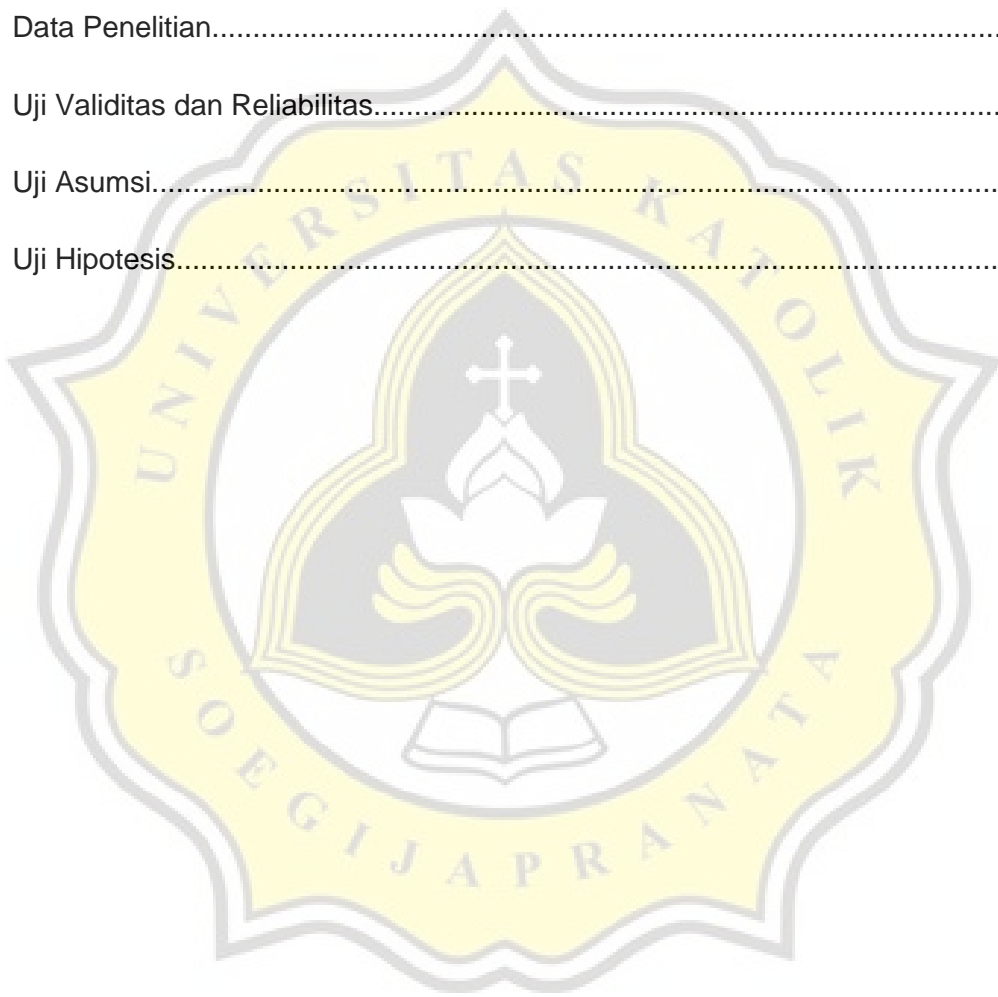 Data Penelitian...............................................................................................
Uji Validitas dan Reliabilitas...........................................................................
Uji Asumsi......................................................................................................
Uji Hipotesis...................................................................................................
UNIVERSITAS KATOLIK
SOEGIJAPRANATA